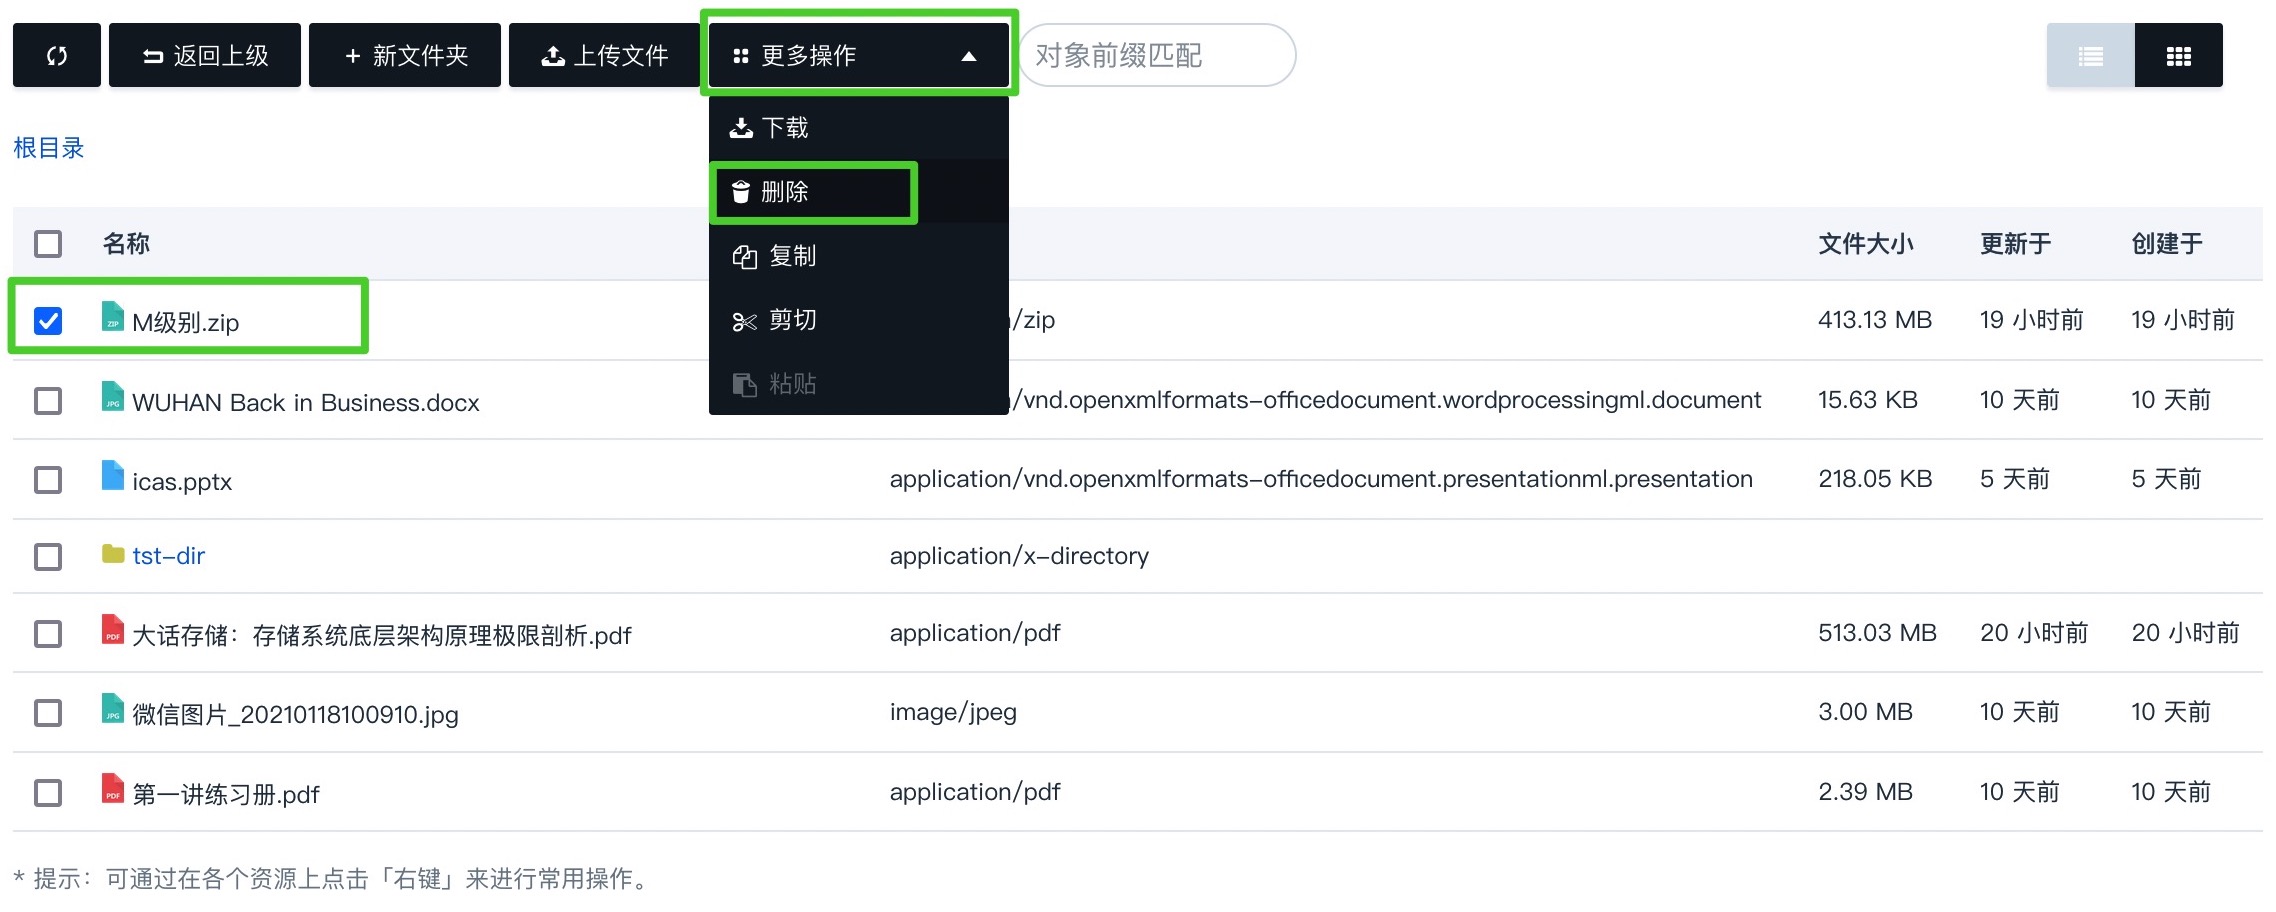 返回上级 新文件夹 上传文件 更多操作 对象前缀匹配
下载
根目录
删除
名称 文件大小 更新于 创建于
复制
ZIP M级别.zip /zip 413.13 MB 19 小时前 19 小时前
剪切
粘贴
JPG WUHAN Back in Business.docx /vnd.openxmlformats-officedocument.wordprocessingml.document 15.63 KB 10 天前 10 天前
icas.pptx application/vnd.openxmlformats-officedocument.presentationml.presentation 218.05 KB 5 天前 5 天前
tst-dir application/x-directory
PDF 大话存储：存储系统底层架构原理极限剖析.pdf application/pdf 513.03 MB 20 小时前 20 小时前
JPG 微信图片_20210118100910.jpg image/jpeg 3.00 MB 10 天前 10 天前
PDF 第一讲练习册.pdf application/pdf 2.39 MB 10 天前 10 天前
* 提示：可通过在各个资源上点击「右键」来进行常用操作。